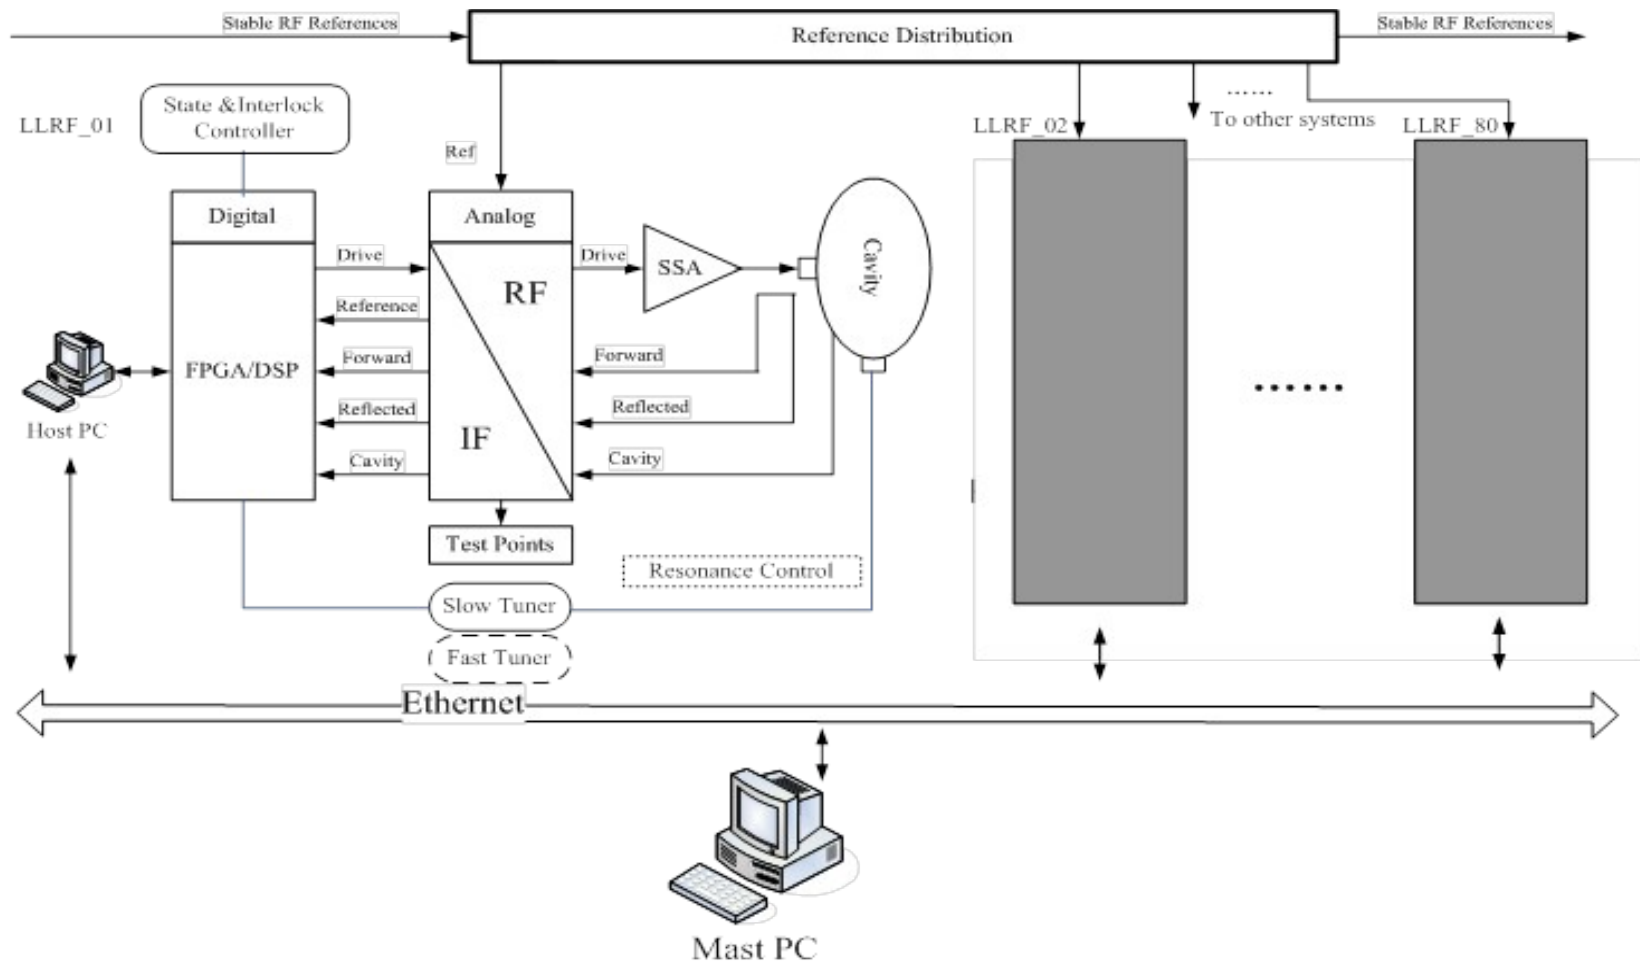 Stable RF References
Reference Distribution
Stable RF References
State &Interlock
Controller
LLRF_01
Ref
LLRF_02
......
To other systems
LLRF_80
Digital
Analog
Drive
Drive
SSA
Cavity
RF
Reference
Forward
Forward
FPGA/DSP
Reflected
Reflected
Host PC
IF
Cavity
Cavity
......
Test Points
Resonance Control
Slow Tuner
Fast Tuner
Ethernet
Mast PC